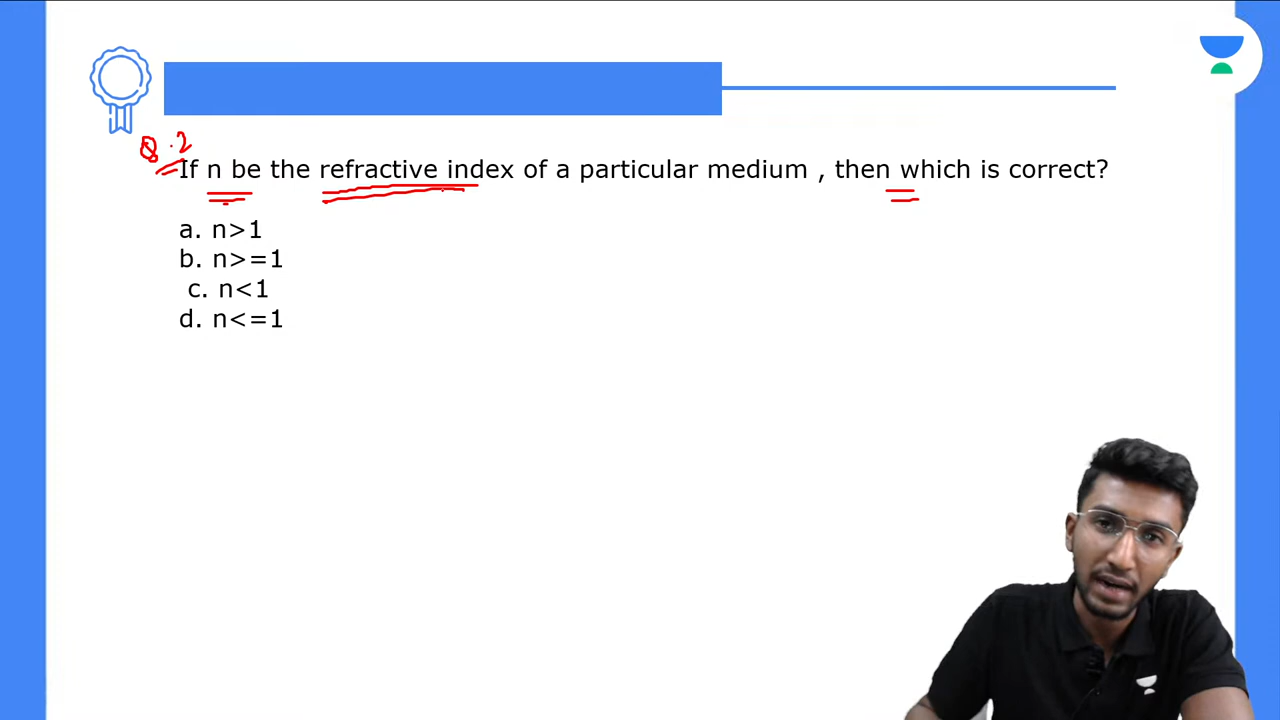 Q.2
If n be the refractive index of a particular medium , then which is correct?
a. n>1
b. n>=1
c. n<1
d. n<=1